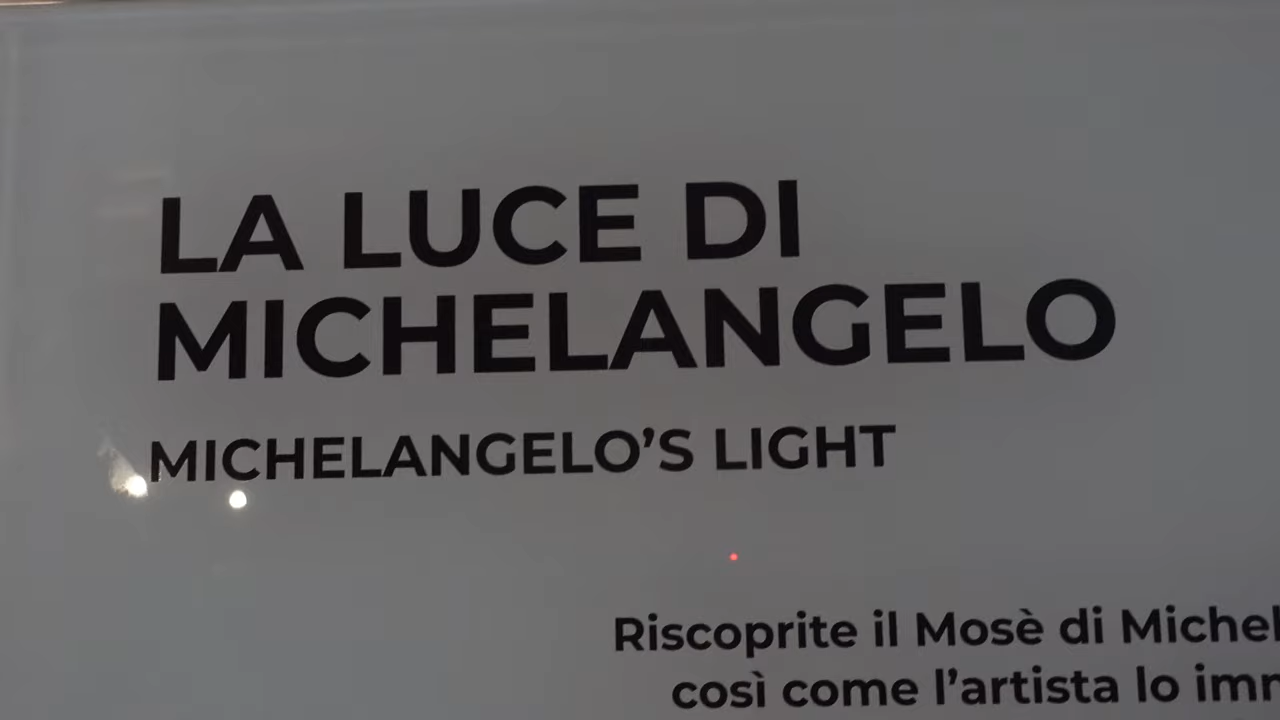 LA LUCE DI
MICHELANGELO
MICHELANGELO'S LIGHT
Riscoprite il Mosè di
così come l'artista lo